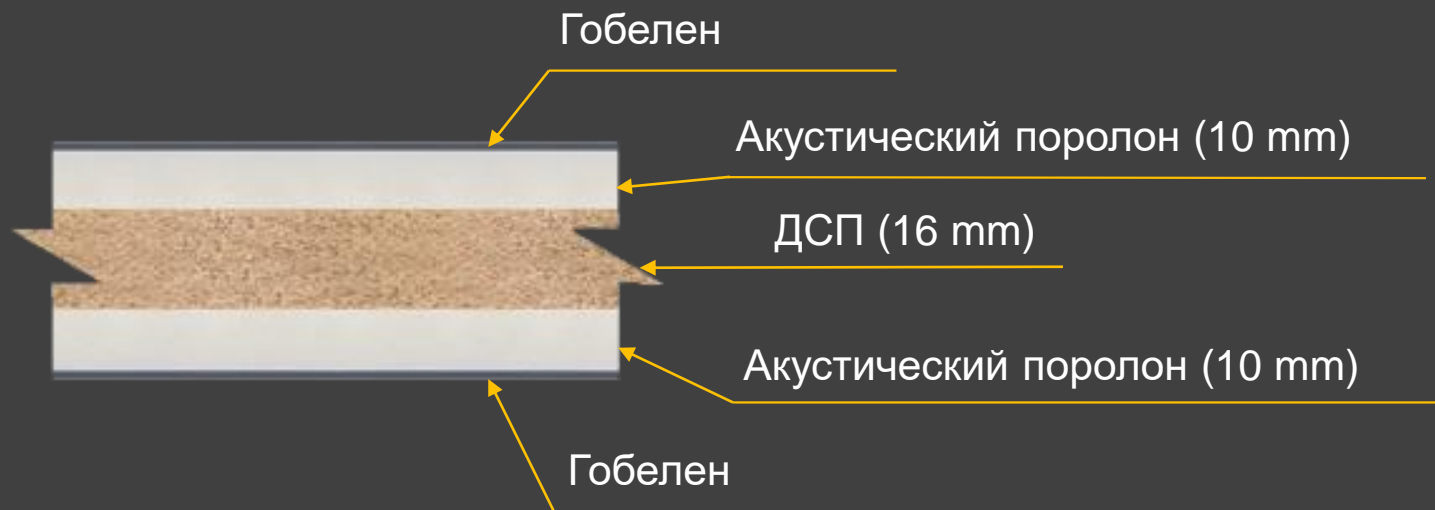 Гобелен
Акустический поролон (10 mm)
ДСП (16 mm)
Акустический поролон (10 mm)
Гобелен